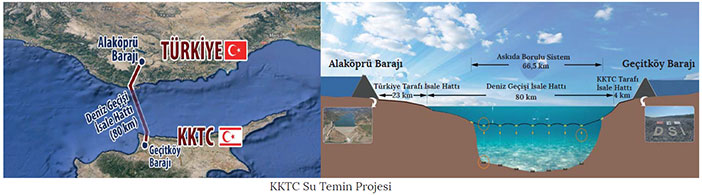 Alaköprü
Barajı
TÜRKİYE
Deniz Geçişi
İsale Hattı
(80 km)
KKTC
Geçitköy
Barajı
Askıda Borulu Sistem
66,5 km
Alaköprü Barajı
Geçitköy Barajı
Türkiye Tarafı İsale Hattı
23 km
Deniz Geçişi İsale Hattı
80 km
KKTC Tarafı
İsale Hattı
4 km
DSİ
KKTC Su Temin Projesi